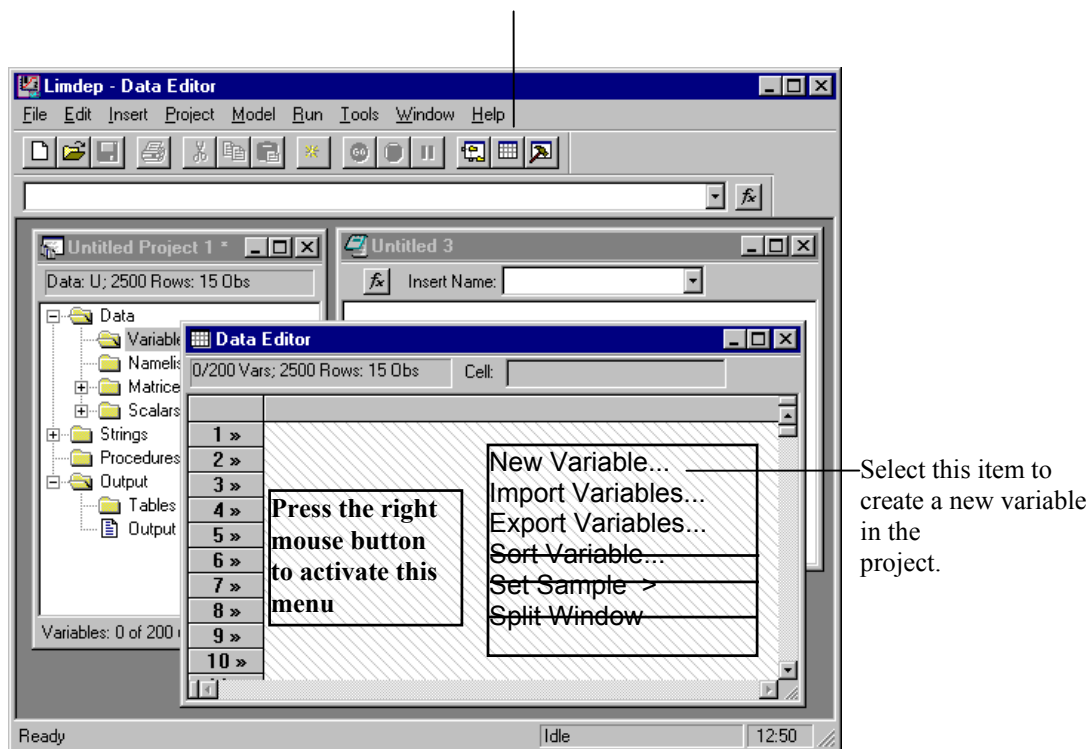 Limdep - Data Editor
File Edit Insert Project Model Run Tools Window Help
GO
fx
Untitled Project 1 *
Data: U; 2500 Rows: 15 Obs
Data
Variable
Namelis
Matrice
Scalars
Strings
Procedures
Output
Tables
Output
Variables: 0 of 200
Untitled 3
fx Insert Name:
Data Editor
0/200 Vars; 2500 Rows: 15 Obs Cell:
1 »
2 »
3 »
4 »
5 »
6 »
7 »
8 »
9 »
10 »
Press the right
mouse button
to activate this
menu
New Variable...
Import Variables...
Export Variables...
Sort Variable...
Set Sample >
Split Window
Select this item to
create a new variable
in the
project.
Ready Idle 12:50